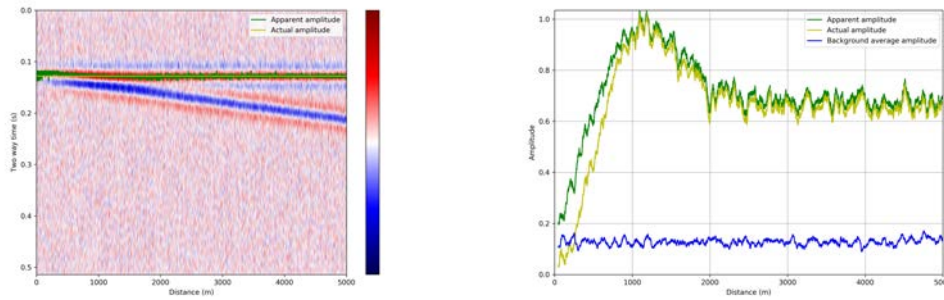 Apparent amplitude
Actual amplitude
0.0
0.1
0.2
0.3
0.4
0.5
Two way time (s)
0
1000
2000
3000
4000
5000
Distance (m)
Apparent amplitude
Actual amplitude
Background average amplitude
1.0
0.8
0.6
0.4
0.2
0.0
Amplitude
0
1000
2000
3000
4000
5000
Distance (m)